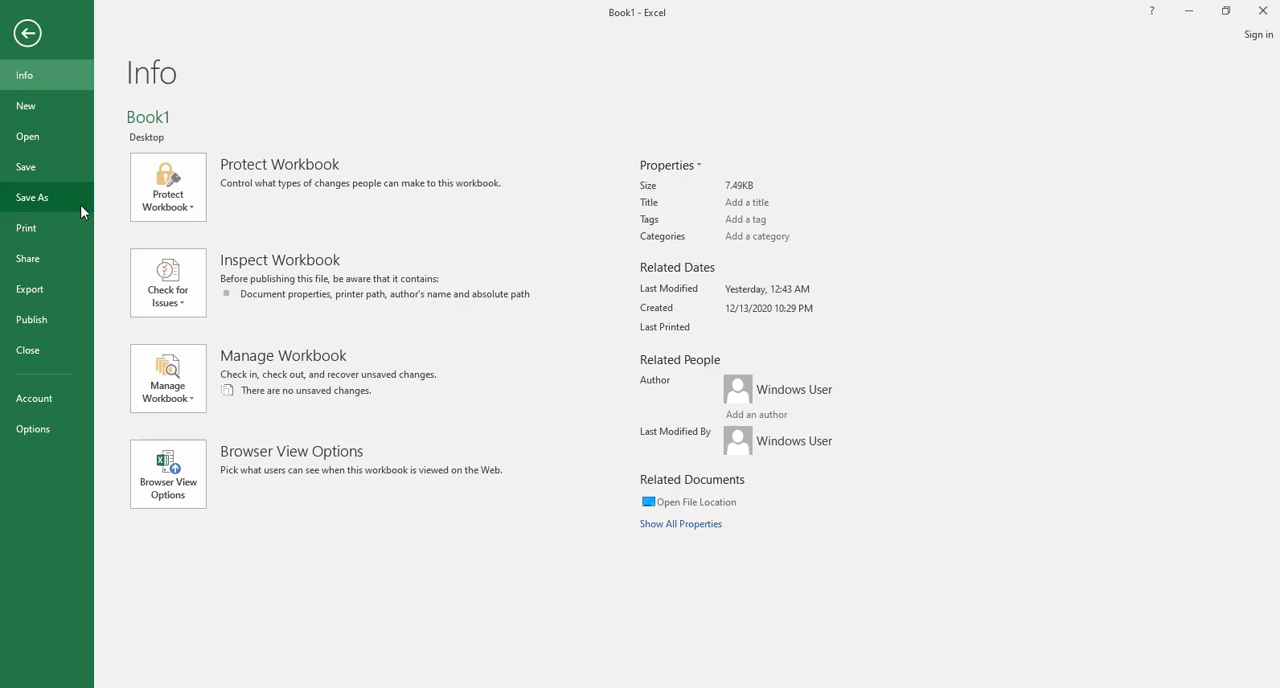 Book1 - Excel
?
Sign in
Info
New
Open
Save
Save As
Print
Share
Export
Publish
Close
Account
Options
Info
Book1
Desktop
Protect
Workbook
Protect Workbook
Control what types of changes people can make to this workbook.
Check for
Issues
Inspect Workbook
Before publishing this file, be aware that it contains:
Document properties, printer path, author's name and absolute path
Manage
Workbook
Manage Workbook
Check in, check out, and recover unsaved changes.
There are no unsaved changes.
Browser View
Options
Browser View Options
Pick what users can see when this workbook is viewed on the Web.
Properties
Size 7.49KB
Title Add a title
Tags Add a tag
Categories Add a category
Related Dates
Last Modified Yesterday, 12:43 AM
Created 12/13/2020 10:29 PM
Last Printed
Related People
Author Windows User
Add an author
Last Modified By Windows User
Related Documents
Open File Location
Show All Properties